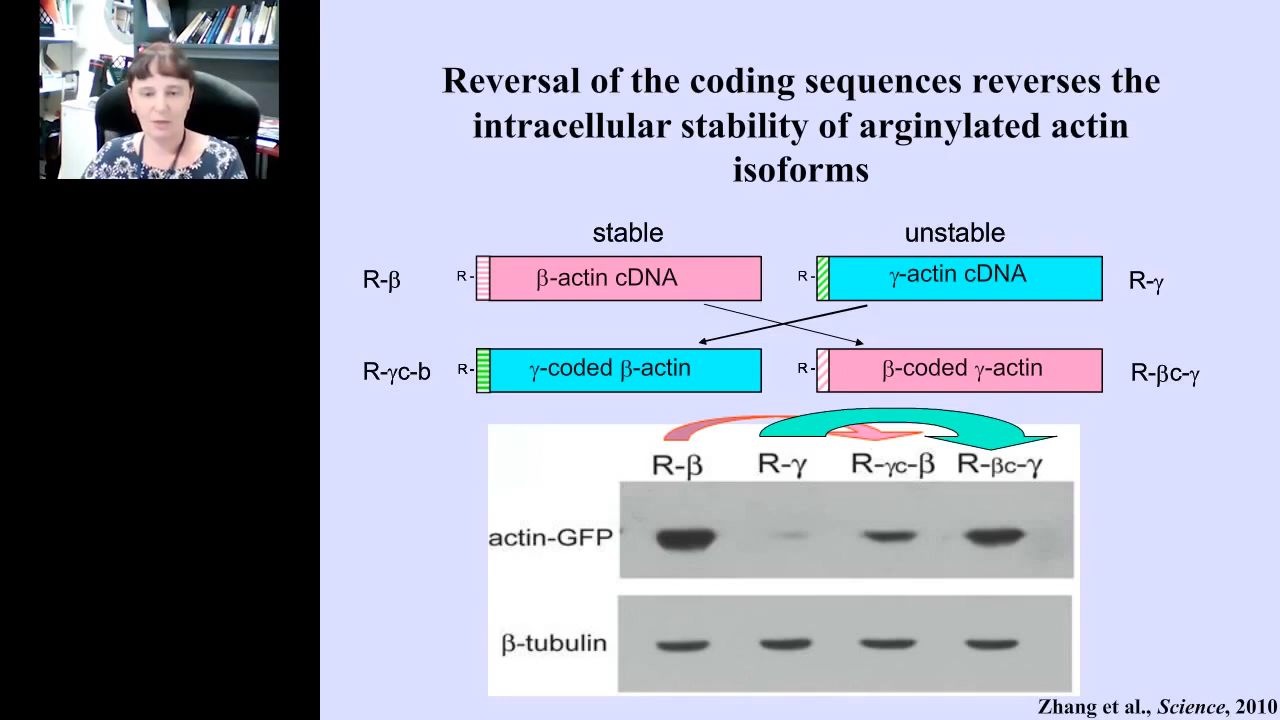 Reversal of the coding sequences reverses the
intracellular stability of arginylated actin
isoforms
stable unstable
R-β R- β-actin cDNA R- γ-actin cDNA R-γ
R-γc-b R- γ-coded β-actin R- β-coded γ-actin R-βc-γ
R-β R-γ R-γc-β R-βc-γ
actin-GFP
β-tubulin
Zhang et al., Science, 2010